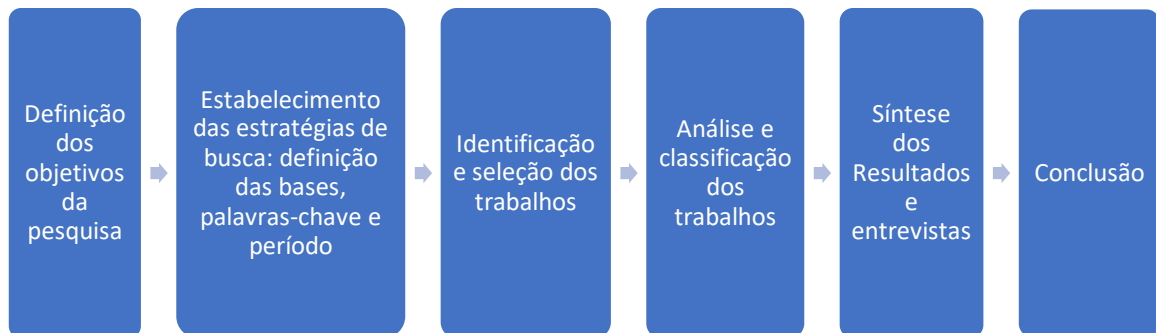 Definição
dos
objetivos
da
pesquisa
Estabelecimento
das estratégias de
busca: definição
das bases,
palavras-chave e
período
Identificação
e seleção dos
trabalhos
Análise e
classificação
dos
trabalhos
Síntese
dos
Resultados
e
entrevistas
Conclusão